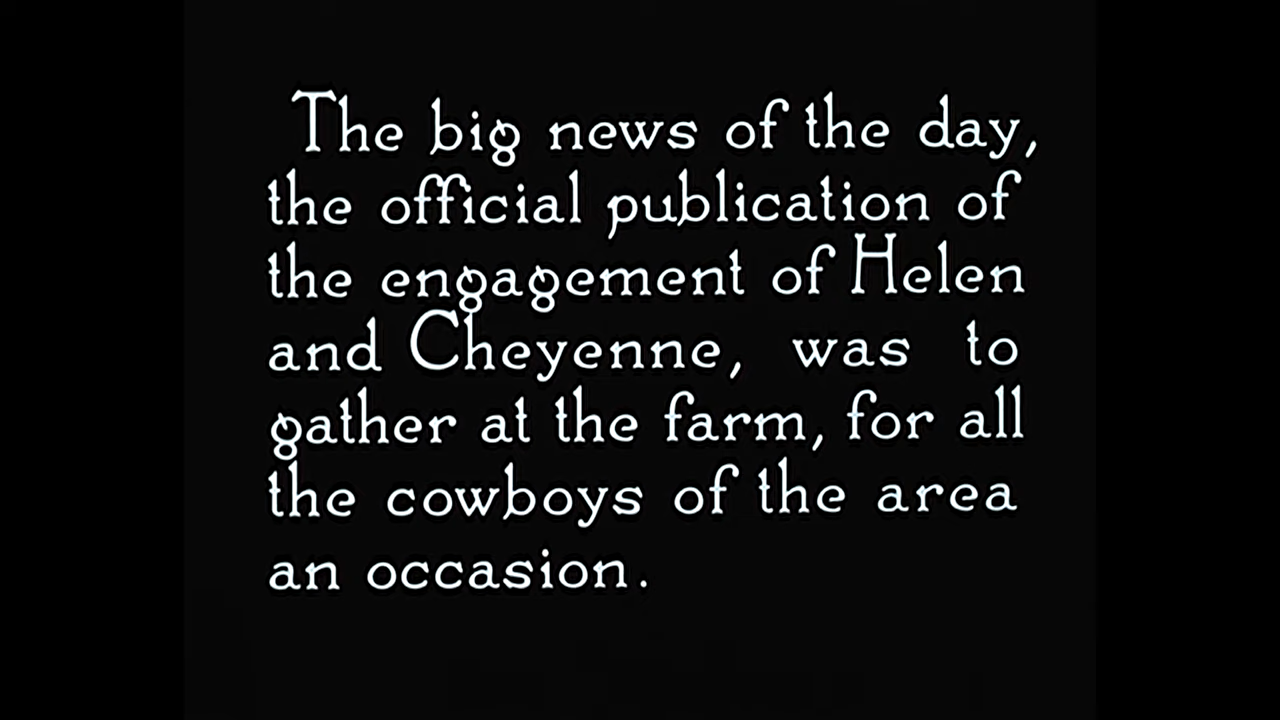 The big news of the day,
the official publication of
the engagement of Helen
and Cheyenne, was to
gather at the farm, for all
the cowboys of the area
an occasion.